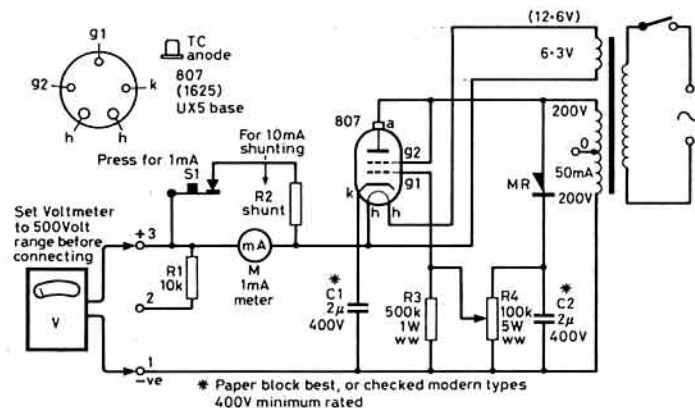 g1
g2
k
h
h
TC
anode
807
(1625)
UX5 base
(12·6V)
6·3V
For 10mA
shunting
Press for 1mA
S1
R2
shunt
807
a
g2
g1
k
h
h
200V
0
50mA
200V
MR
Set Voltmeter
to 500Volt
range before
connecting
+3
V
R1
10k
mA
M
1mA
meter
2
*
C1
2μ
400V
R3
500k
1W
ww
R4
100k
5W
ww
*
C2
2μ
400V
1
-ve
* Paper block best, or checked modern types
400V minimum rated